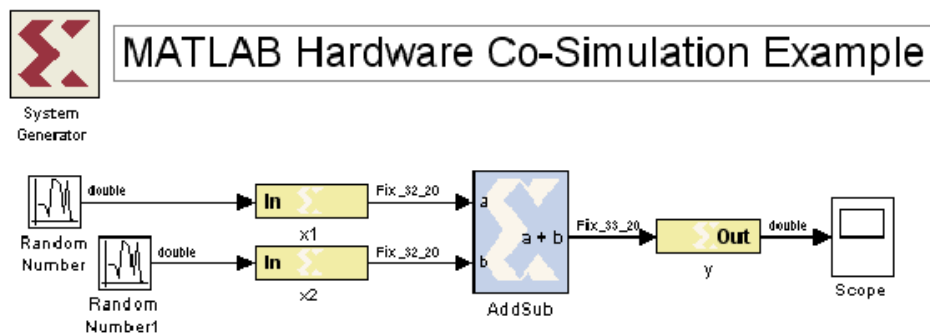 MATLAB Hardware Co-Simulation Example
System
Generator
double
In
x1
Fix_32_20
a
Random
Number
double
In
x2
Fix_32_20
b
a + b
AddSub
Fix_33_20
Out
y
double
Scope
Random
Number1